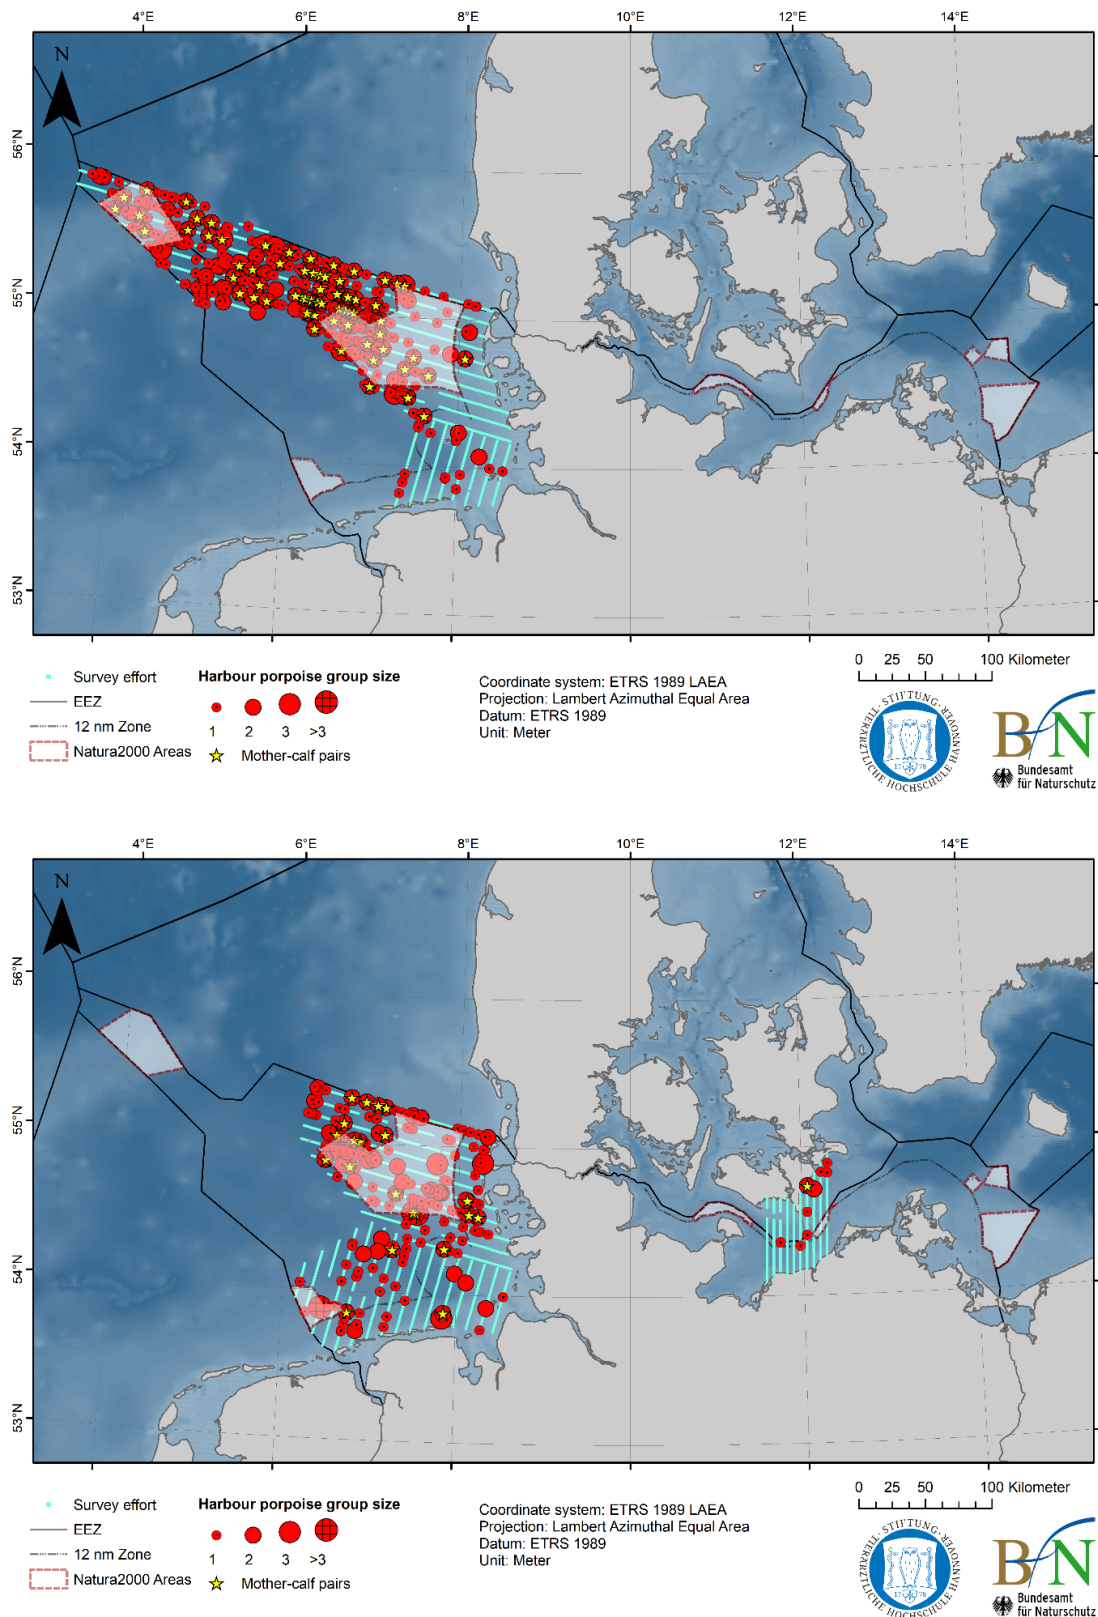 4°E 6°E 8°E 10°E 12°E 14°E
N
56°N
55°N
54°N
53°N
Survey effort
EEZ
12 nm Zone
Natura2000 Areas
Harbour porpoise group size
1 2 3 >3
Mother-calf pairs
Coordinate system: ETRS 1989 LAEA
Projection: Lambert Azimuthal Equal Area
Datum: ETRS 1989
Unit: Meter
0 25 50 100 Kilometer
· STIFTUNG · TIERÄRZTLICHE HOCHSCHULE HANNOVER
17 78
BfN
Bundesamt
für Naturschutz
4°E 6°E 8°E 10°E 12°E 14°E
N
56°N
55°N
54°N
53°N
Survey effort
EEZ
12 nm Zone
Natura2000 Areas
Harbour porpoise group size
1 2 3 >3
Mother-calf pairs
Coordinate system: ETRS 1989 LAEA
Projection: Lambert Azimuthal Equal Area
Datum: ETRS 1989
Unit: Meter
0 25 50 100 Kilometer
· STIFTUNG · TIERÄRZTLICHE HOCHSCHULE HANNOVER
17 78
BfN
Bundesamt
für Naturschutz